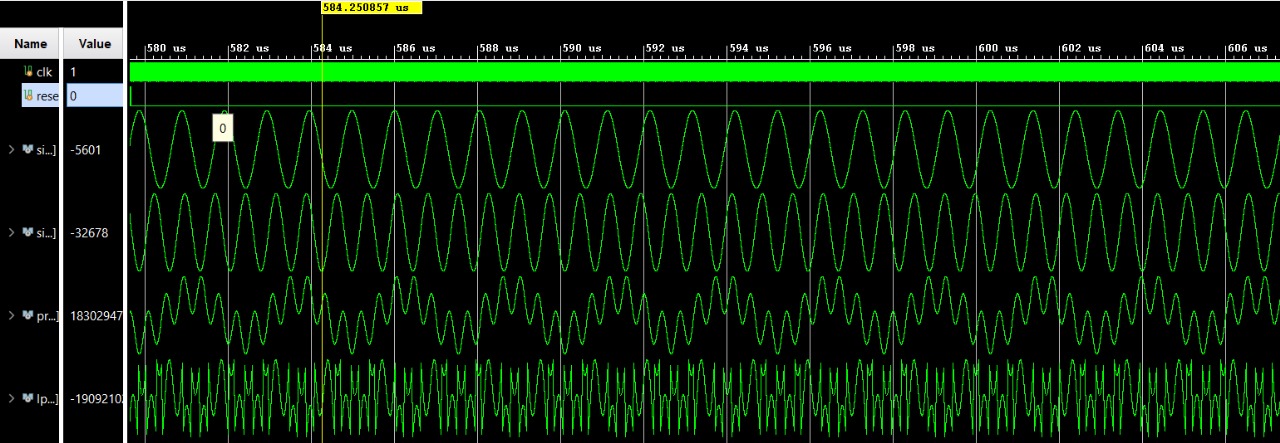 584.250857 us
Name Value
580 us 582 us 584 us 586 us 588 us 590 us 592 us 594 us 596 us 598 us 600 us 602 us 604 us 606 us
clk 1
rese 0
0
si...] -5601
si...] -32678
pr...] 18302947
lp...] -19092102